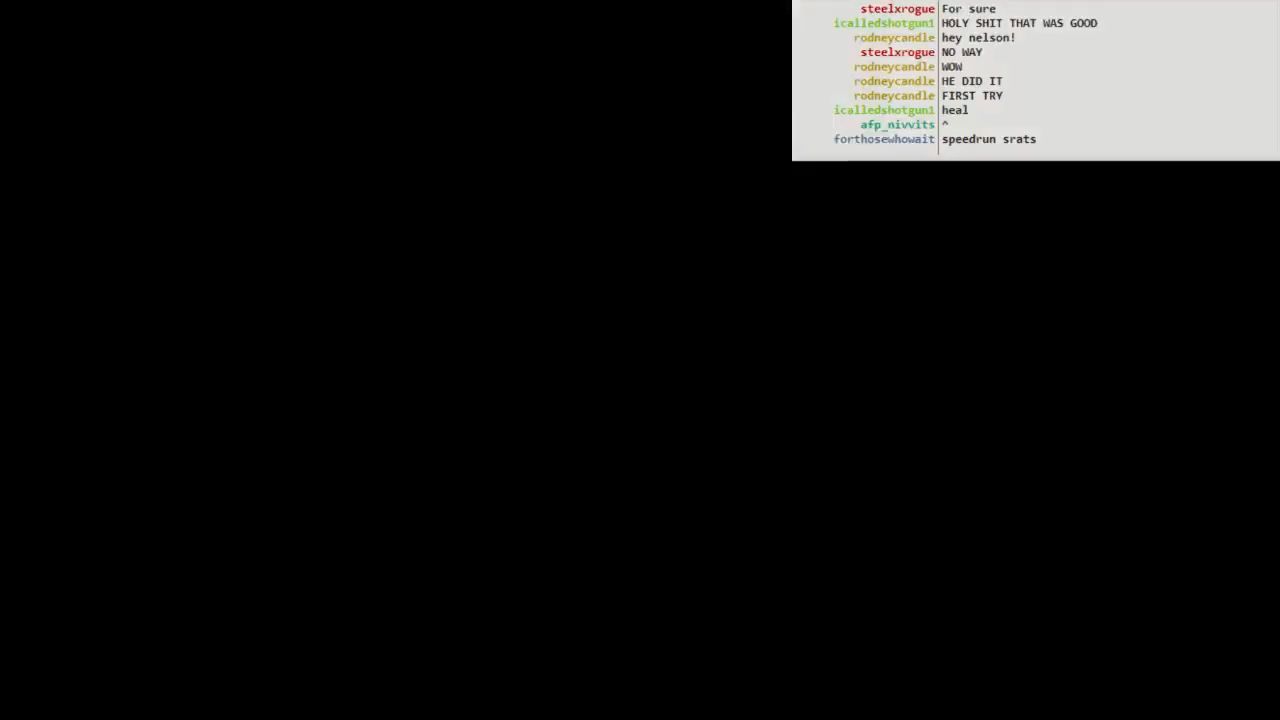 steelxrogue For sure
icalledshotgun1 HOLY SHIT THAT WAS GOOD
rodneycandle hey nelson!
steelxrogue NO WAY
rodneycandle WOW
rodneycandle HE DID IT
rodneycandle FIRST TRY
icalledshotgun1 heal
afp_nivvits ^
forthosewhowait speedrun srats